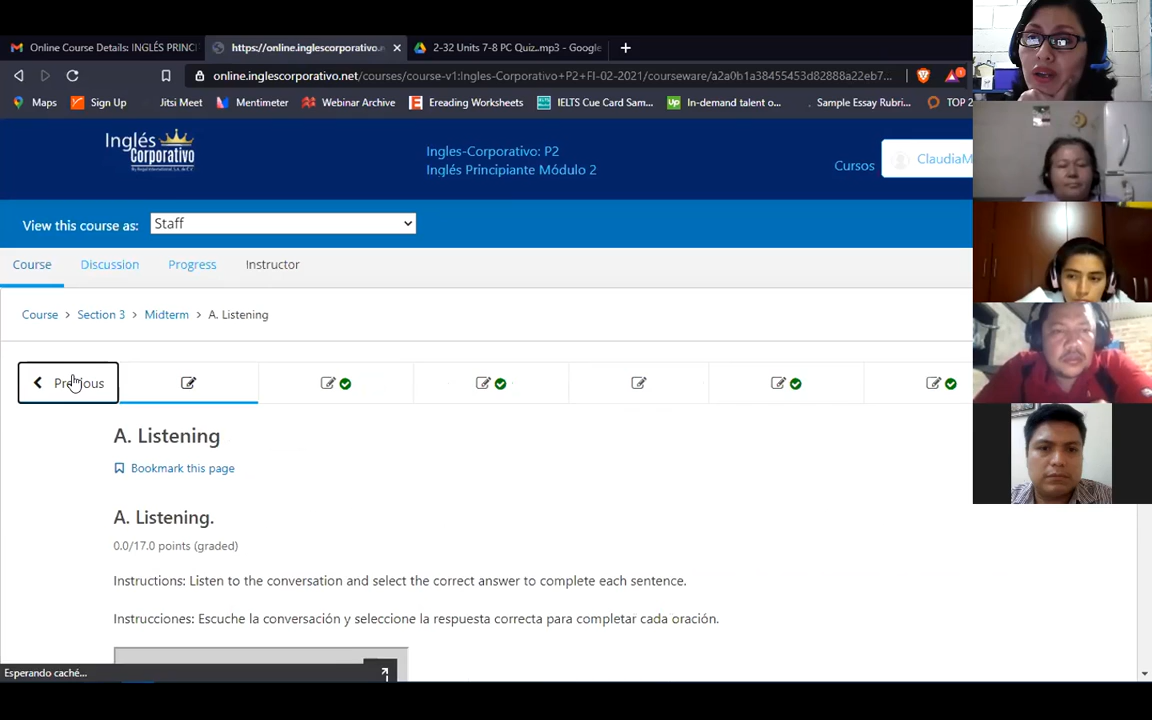 Online Course Details: INGLÉS PRINCI
https://online.inglescorporativo.n
2-32 Units 7-8 PC Quiz..mp3 - Google
online.inglescorporativo.net/courses/course-v1:Ingles-Corporativo+P2+FI-02-2021/courseware/a2a0b1a38455453d82888a22eb7...
Maps
Sign Up
Jitsi Meet
Mentimeter
Webinar Archive
Ereading Worksheets
IELTS Cue Card Sam...
In-demand talent o...
Sample Essay Rubri...
TOP 2
Inglés
Corporativo
Ingles-Corporativo: P2
Inglés Principiante Módulo 2
Cursos
ClaudiaM
View this course as:
Staff
Course
Discussion
Progress
Instructor
Course > Section 3 > Midterm > A. Listening
Previous
A. Listening
Bookmark this page
A. Listening.
0.0/17.0 points (graded)
Instructions: Listen to the conversation and select the correct answer to complete each sentence.
Instrucciones: Escuche la conversación y seleccione la respuesta correcta para completar cada oración.
Esperando caché...